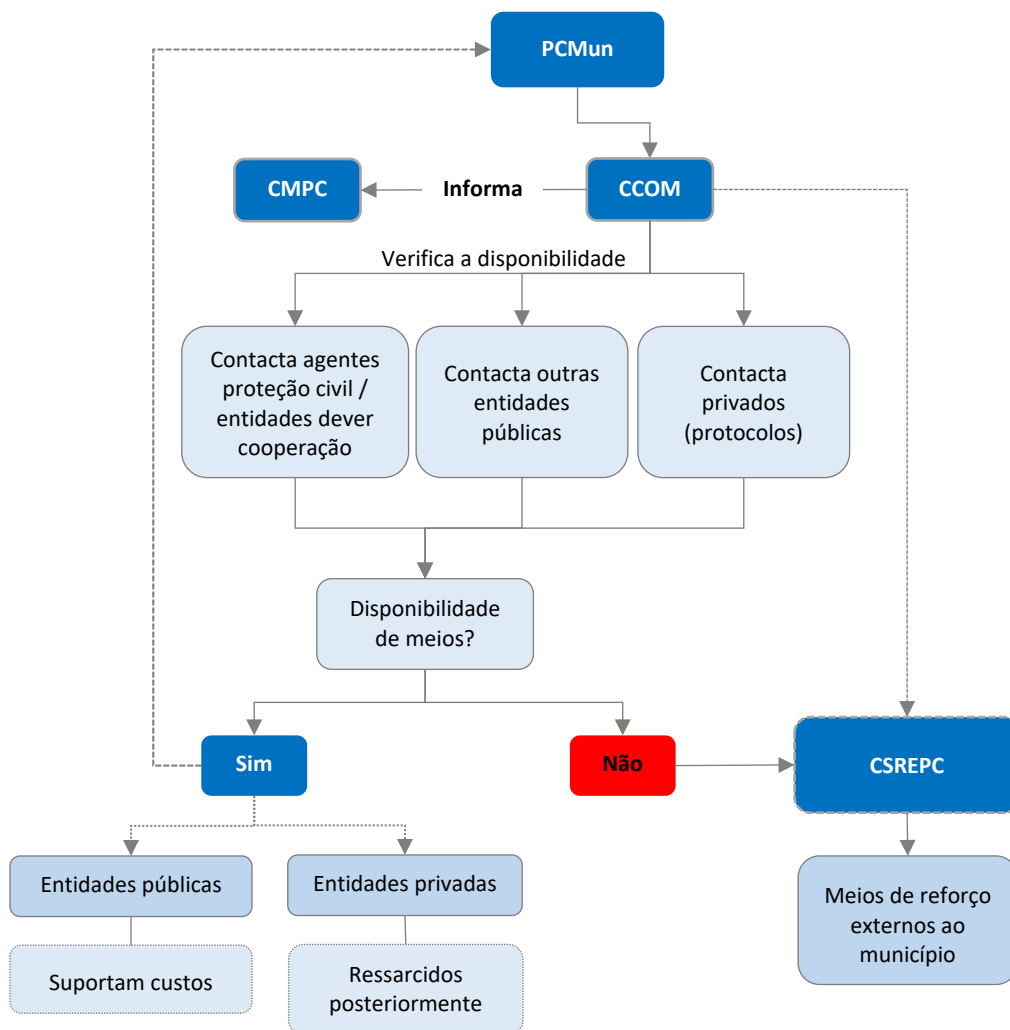 PCMun
CMPC
Informa
CCOM
Verifica a disponibilidade
Contacta agentes
proteção civil /
entidades dever
cooperação
Contacta outras
entidades
públicas
Contacta
privados
(protocolos)
Disponibilidade
de meios?
Sim
Não
CSREPC
Entidades públicas
Entidades privadas
Suportam custos
Ressarcidos
posteriormente
Meios de reforço
externos ao
município